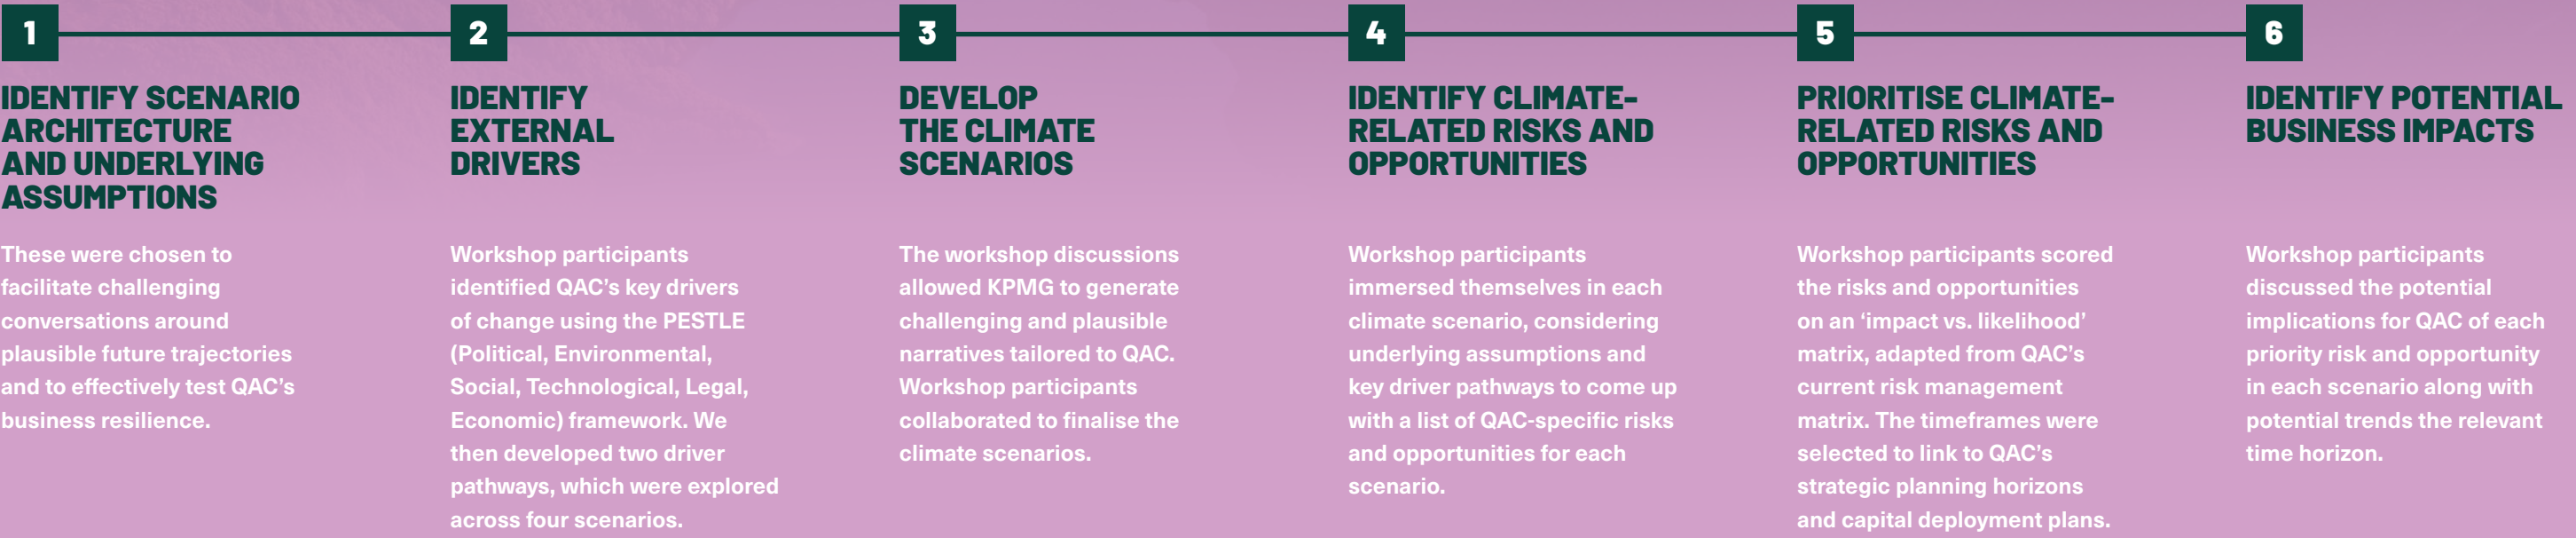 1
IDENTIFY SCENARIO
ARCHITECTURE
AND UNDERLYING
ASSUMPTIONS
These were chosen to
facilitate challenging
conversations around
plausible future trajectories
and to effectively test QAC’s
business resilience.
2
IDENTIFY
EXTERNAL
DRIVERS
Workshop participants
identified QAC’s key drivers
of change using the PESTLE
(Political, Environmental,
Social, Technological, Legal,
Economic) framework. We
then developed two driver
pathways, which were explored
across four scenarios.
3
DEVELOP
THE CLIMATE
SCENARIOS
The workshop discussions
allowed KPMG to generate
challenging and plausible
narratives tailored to QAC.
Workshop participants
collaborated to finalise the
climate scenarios.
4
IDENTIFY CLIMATE-
RELATED RISKS AND
OPPORTUNITIES
Workshop participants
immersed themselves in each
climate scenario, considering
underlying assumptions and
key driver pathways to come up
with a list of QAC-specific risks
and opportunities for each
scenario.
5
PRIORITISE CLIMATE-
RELATED RISKS AND
OPPORTUNITIES
Workshop participants scored
the risks and opportunities
on an ‘impact vs. likelihood’
matrix, adapted from QAC’s
current risk management
matrix. The timeframes were
selected to link to QAC’s
strategic planning horizons
and capital deployment plans.
6
IDENTIFY POTENTIAL
BUSINESS IMPACTS
Workshop participants
discussed the potential
implications for QAC of each
priority risk and opportunity
in each scenario along with
potential trends the relevant
time horizon.